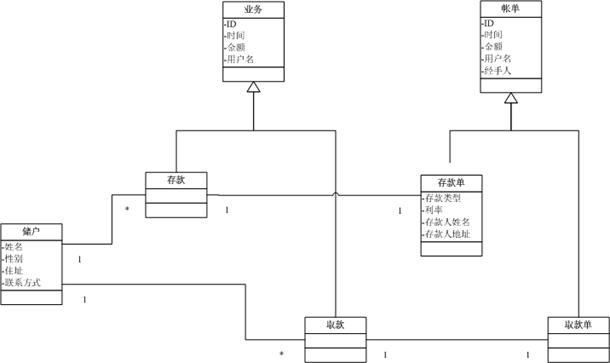 业务
-ID
-时间
-金额
-用户名
帐单
-ID
-时间
-金额
-用户名
-经手人
存款
*
1
1
存款单
-存款类型
-利率
-存款人姓名
-存款人地址
储户
-姓名
-性别
-住址
-联系方式
1
1
取款
*
1
1
取款单